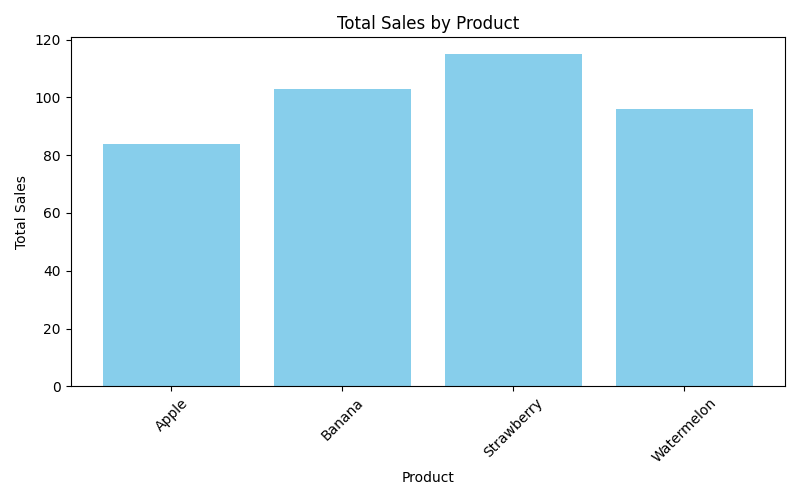 Total Sales by Product
Total Sales
120
100
80
60
40
20
0
Apple
Banana
Strawberry
Watermelon
Product